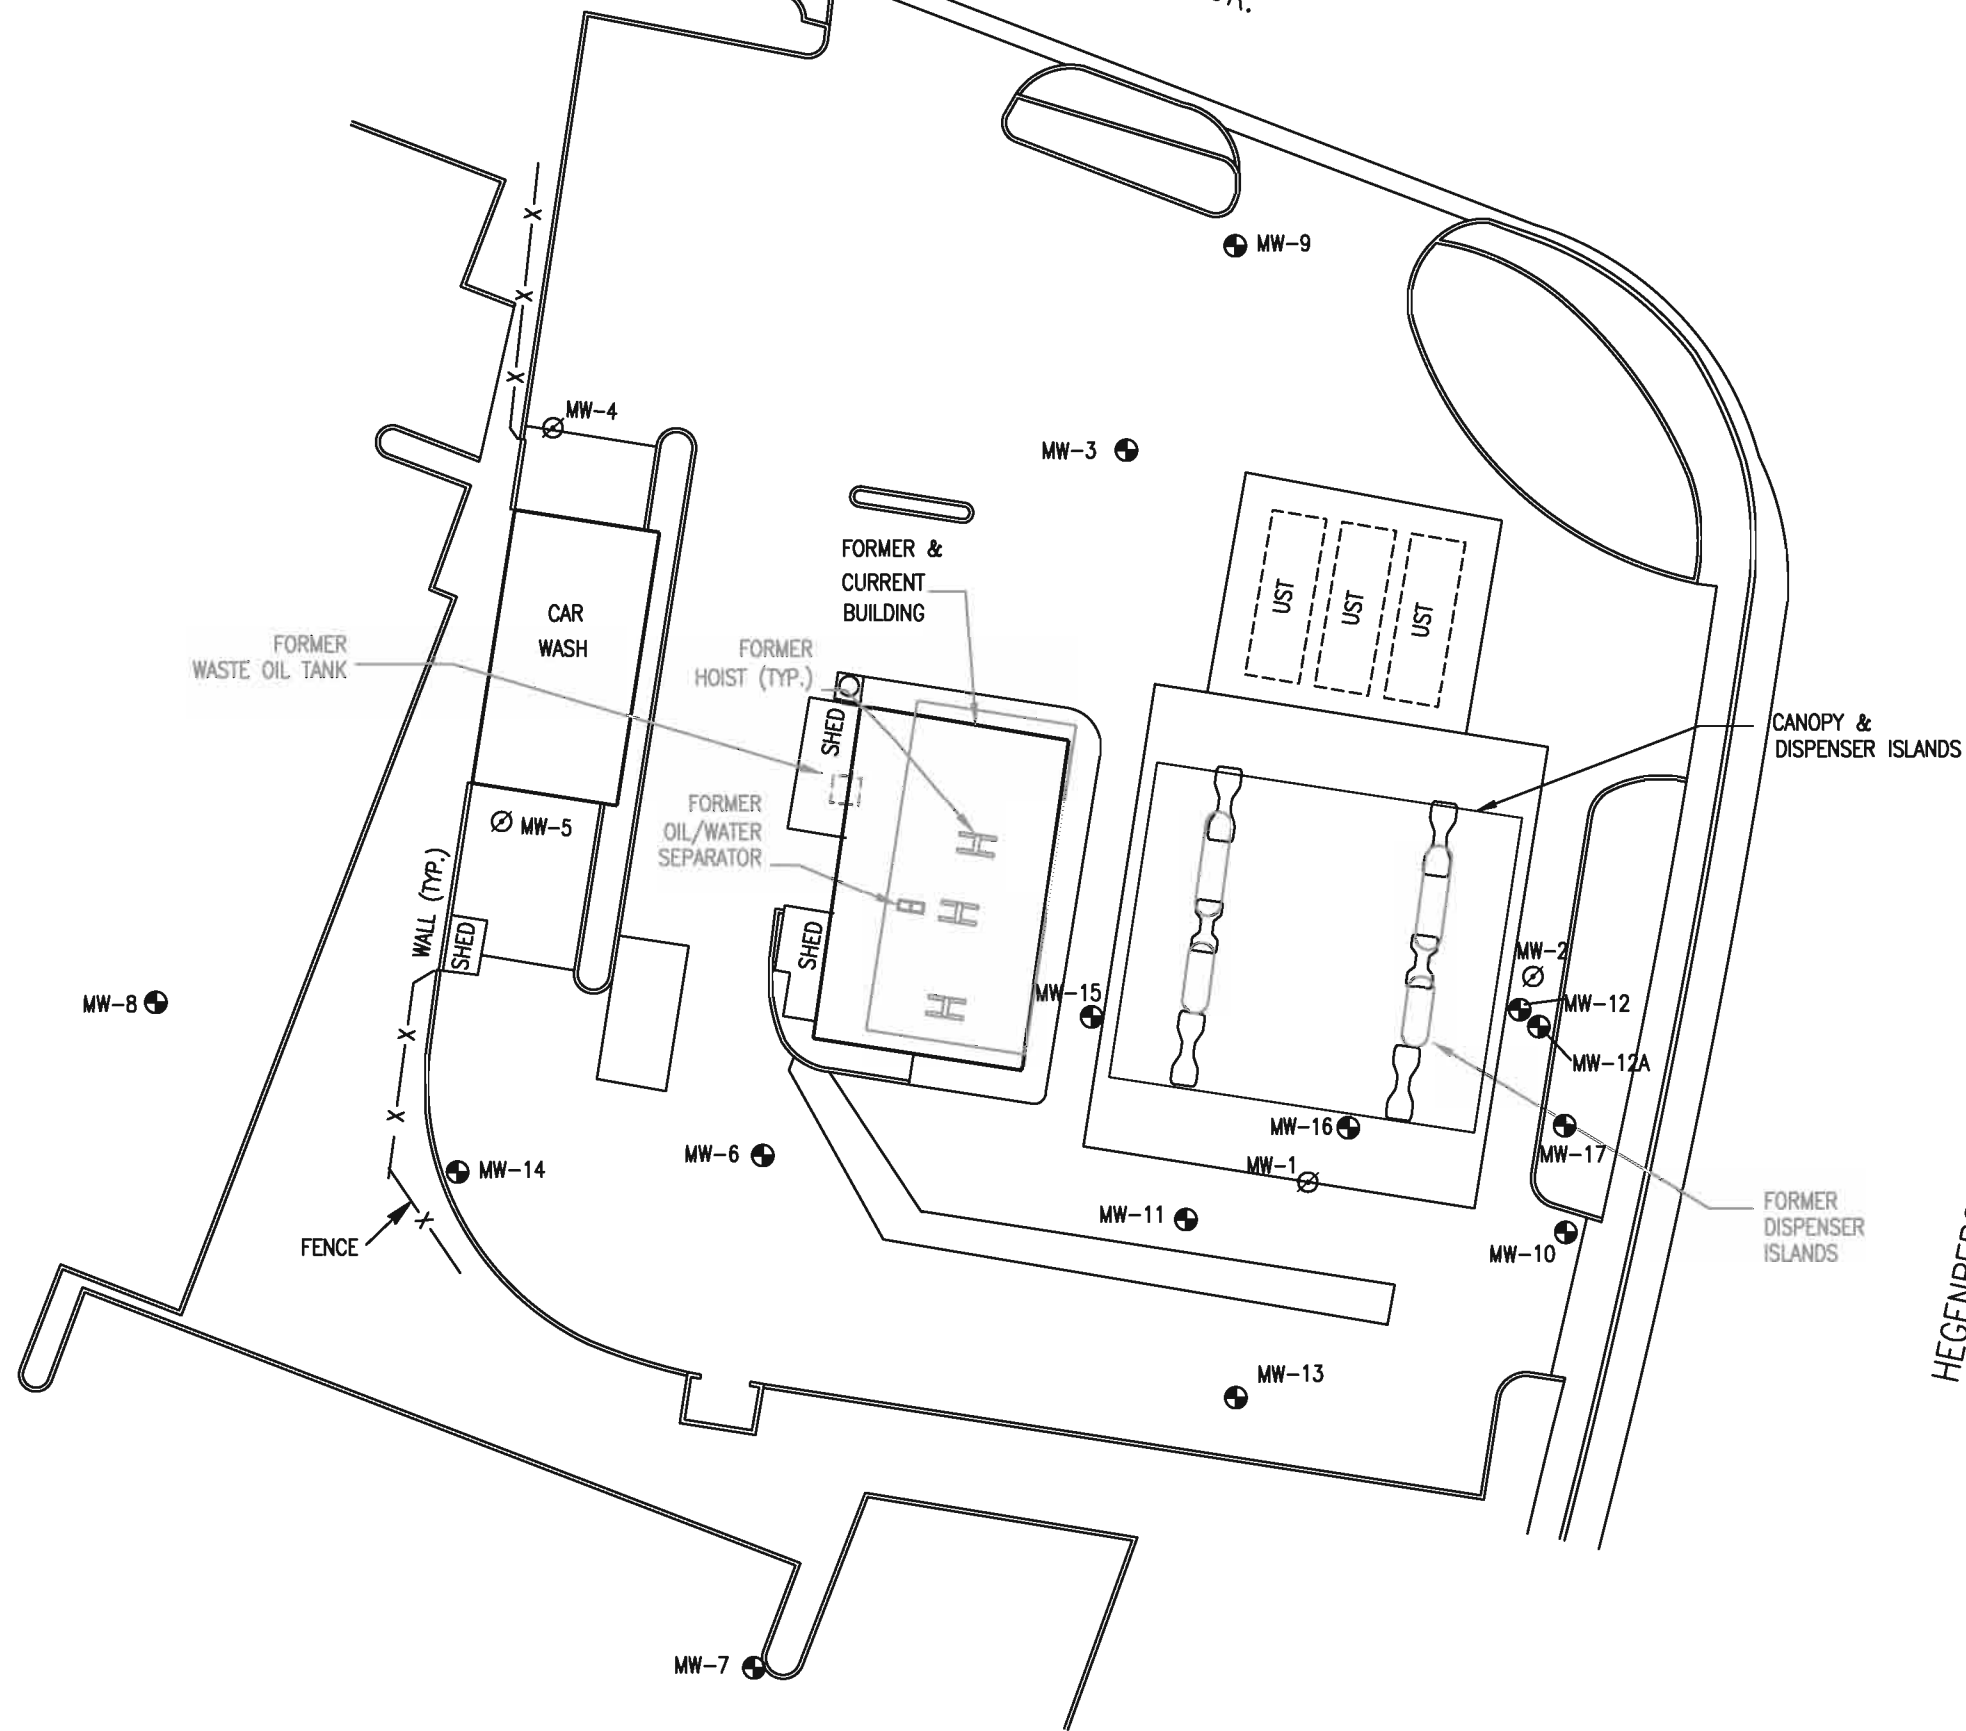 MW-9
MW-4
MW-3
FORMER &
CURRENT
BUILDING
UST
UST
UST
CAR
WASH
FORMER
WASTE OIL TANK
FORMER
HOIST (TYP.)
SHED
CANOPY &
DISPENSER ISLANDS
FORMER
OIL/WATER
SEPARATOR
MW-5
WALL (TYP.)
SHED
SHED
MW-2
MW-8
MW-15
MW-12
MW-12A
MW-16
MW-17
MW-6
MW-1
MW-14
MW-11
FORMER
DISPENSER
ISLANDS
FENCE
MW-10
MW-13
MW-7
X
X
X
X
X
X